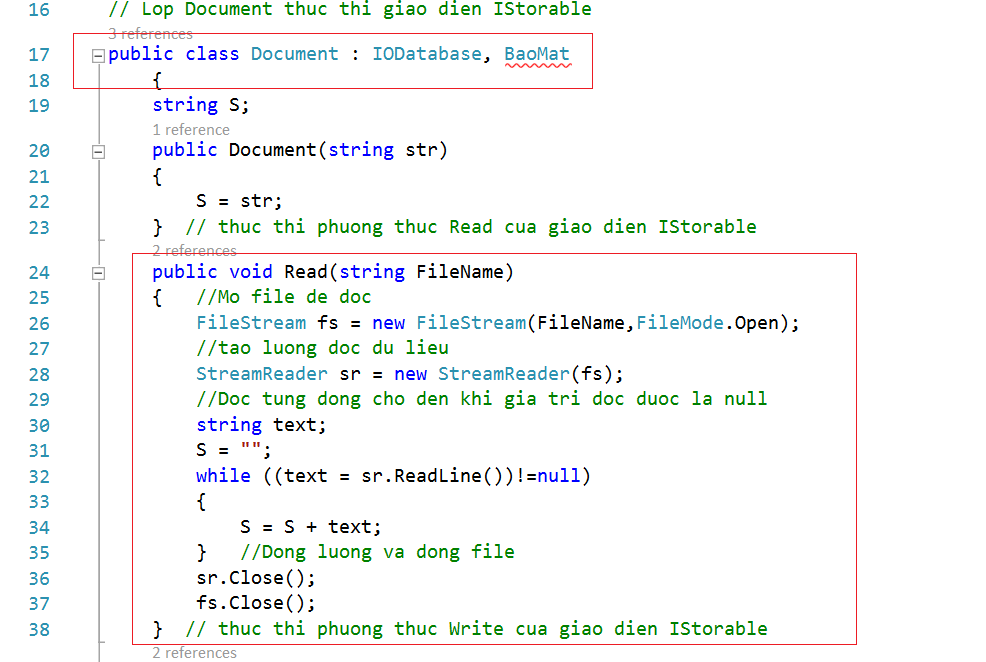 16 // Lop Document thuc thi giao dien IStorable
3 references
17 public class Document : IODatabase, BaoMat
18 {
19 string S;
1 reference
20 public Document(string str)
21 {
22 S = str;
23 } // thuc thi phuong thuc Read cua giao dien IStorable
2 references
24 public void Read(string FileName)
25 { //Mo file de doc
26 FileStream fs = new FileStream(FileName,FileMode.Open);
27 //tao luong doc du lieu
28 StreamReader sr = new StreamReader(fs);
29 //Doc tung dong cho den khi gia tri doc duoc la null
30 string text;
31 S = "";
32 while ((text = sr.ReadLine())!=null)
33 {
34 S = S + text;
35 } //Dong luong va dong file
36 sr.Close();
37 fs.Close();
38 } // thuc thi phuong thuc Write cua giao dien IStorable
2 references